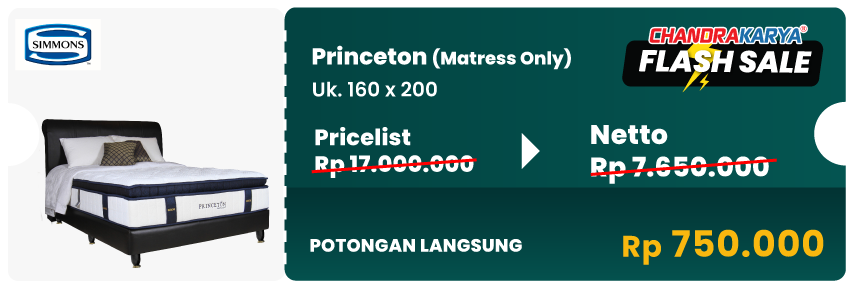 SIMMONS
Princeton (Matress Only)
Uk. 160 x 200
CHANDRAKARYA®
FLASH SALE
Pricelist
Rp 17.000.000
Netto
Rp 7.650.000
PRINCETON
POTONGAN LANGSUNG
Rp 750.000